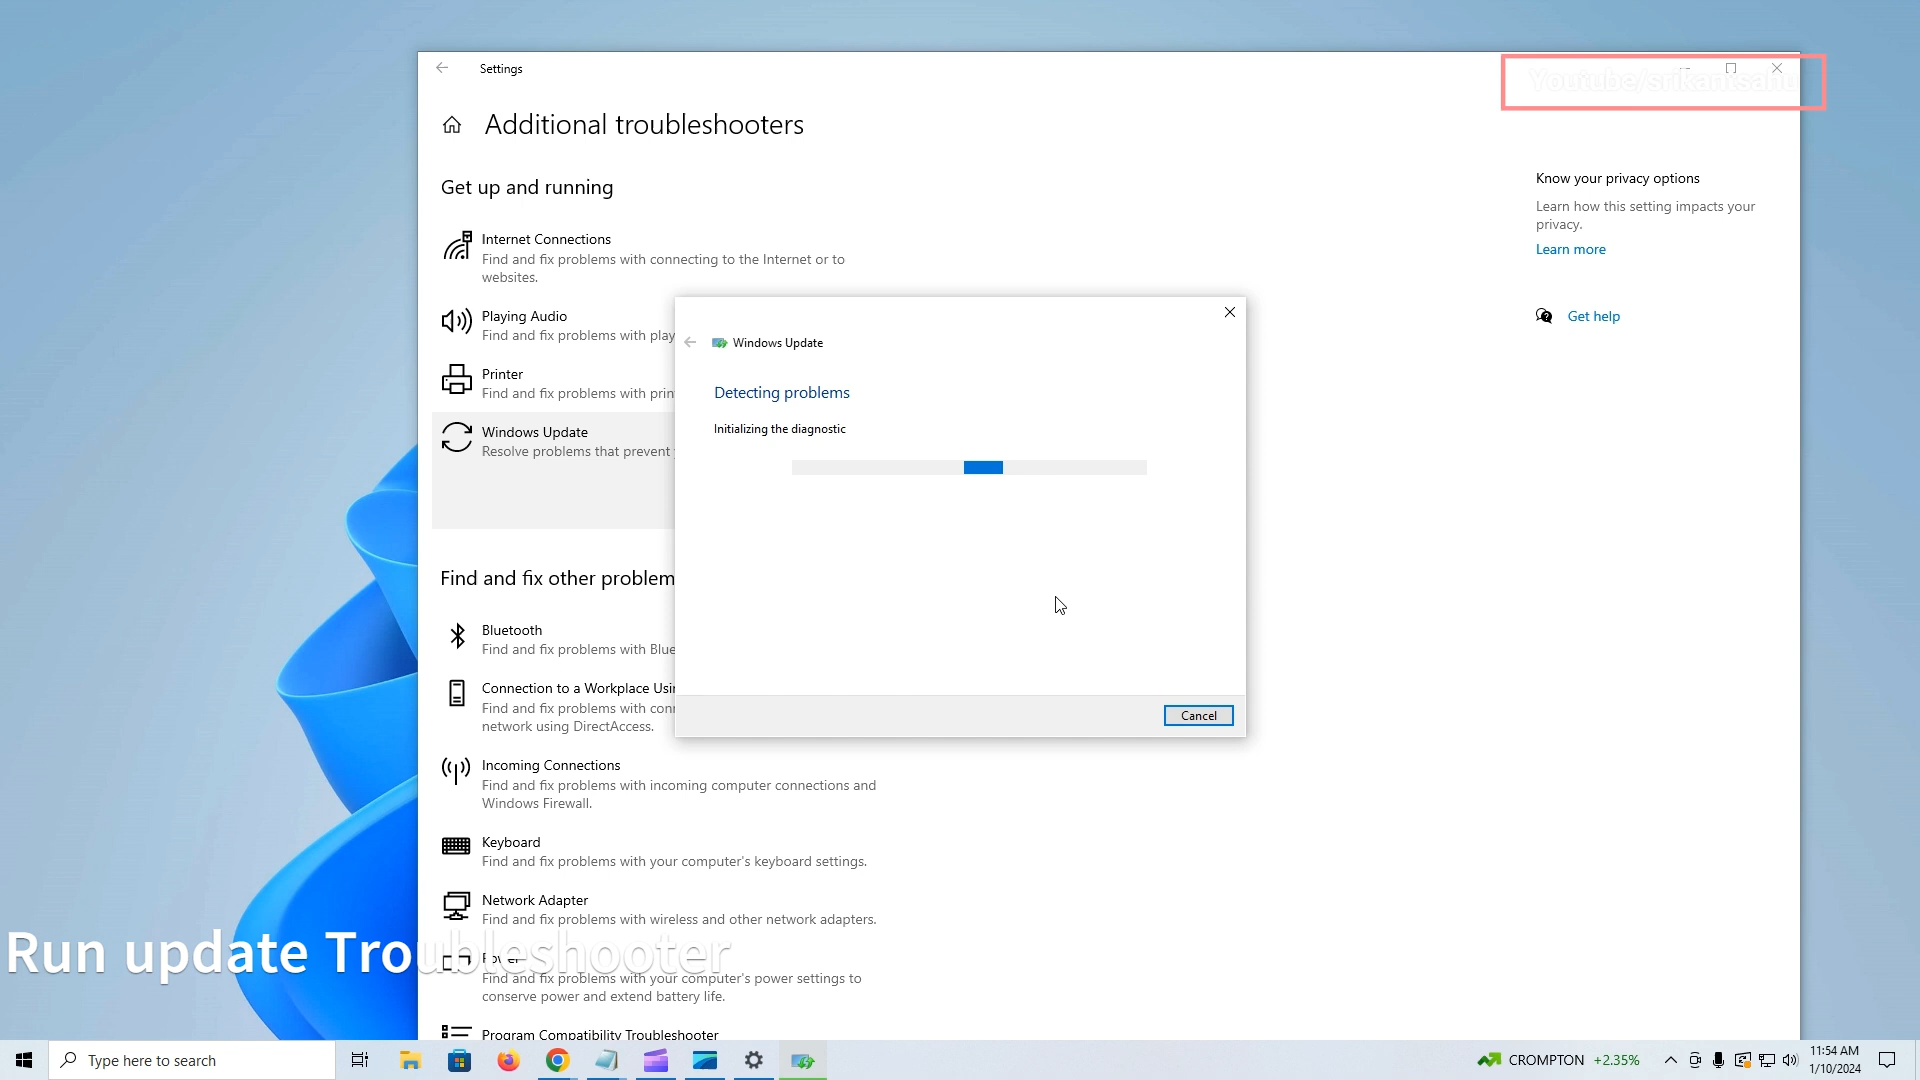 Settings
Youtube/srikantsahu
Additional troubleshooters
Get up and running
Internet Connections
Find and fix problems with connecting to the Internet or to
websites.
Playing Audio
Find and fix problems with play
Printer
Find and fix problems with prin
Windows Update
Resolve problems that prevent
Find and fix other problem
Bluetooth
Find and fix problems with Blue
Connection to a Workplace Usi
Find and fix problems with con
network using DirectAccess.
Incoming Connections
Find and fix problems with incoming computer connections and
Windows Firewall.
Keyboard
Find and fix problems with your computer's keyboard settings.
Network Adapter
Find and fix problems with wireless and other network adapters.
Power
Find and fix problems with your computer's power settings to
conserve power and extend battery life.
Program Compatibility Troubleshooter
Know your privacy options
Learn how this setting impacts your
privacy.
Learn more
Get help
Windows Update
Detecting problems
Initializing the diagnostic
Cancel
Run update Troubleshooter
Type here to search
CROMPTON +2.35%
11:54 AM
1/10/2024